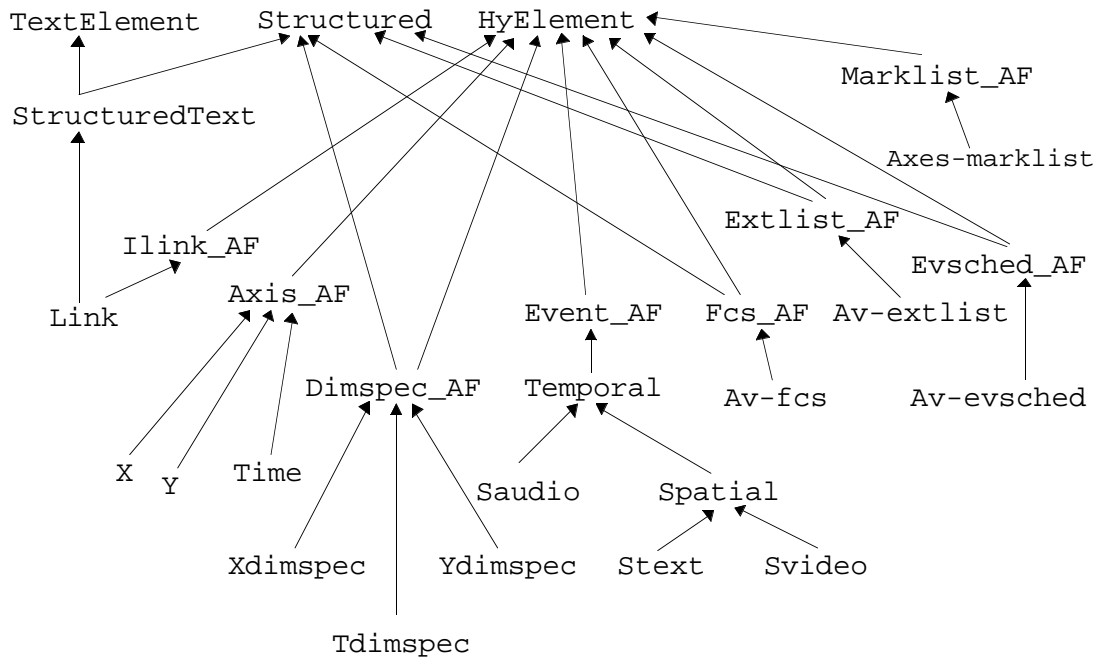 TextElement
Structured
HyElement
Marklist_AF
StructuredText
Axes-marklist
Extlist_AF
Ilink_AF
Evsched_AF
Axis_AF
Link
Event_AF
Fcs_AF
Av-extlist
Dimspec_AF
Temporal
Av-fcs
Av-evsched
X
Y
Time
Saudio
Spatial
Xdimspec
Ydimspec
Stext
Svideo
Tdimspec